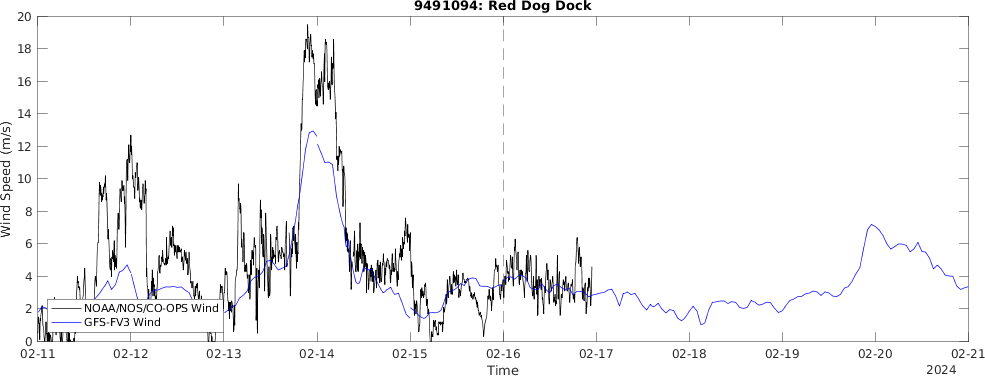 9491094: Red Dog Dock
20
18
16
14
12
10
8
6
4
2
0
Wind Speed (m/s)
NOAA/NOS/CO-OPS Wind
GFS-FV3 Wind
02-11 02-12 02-13 02-14 02-15 02-16 02-17 02-18 02-19 02-20 02-21
Time
2024